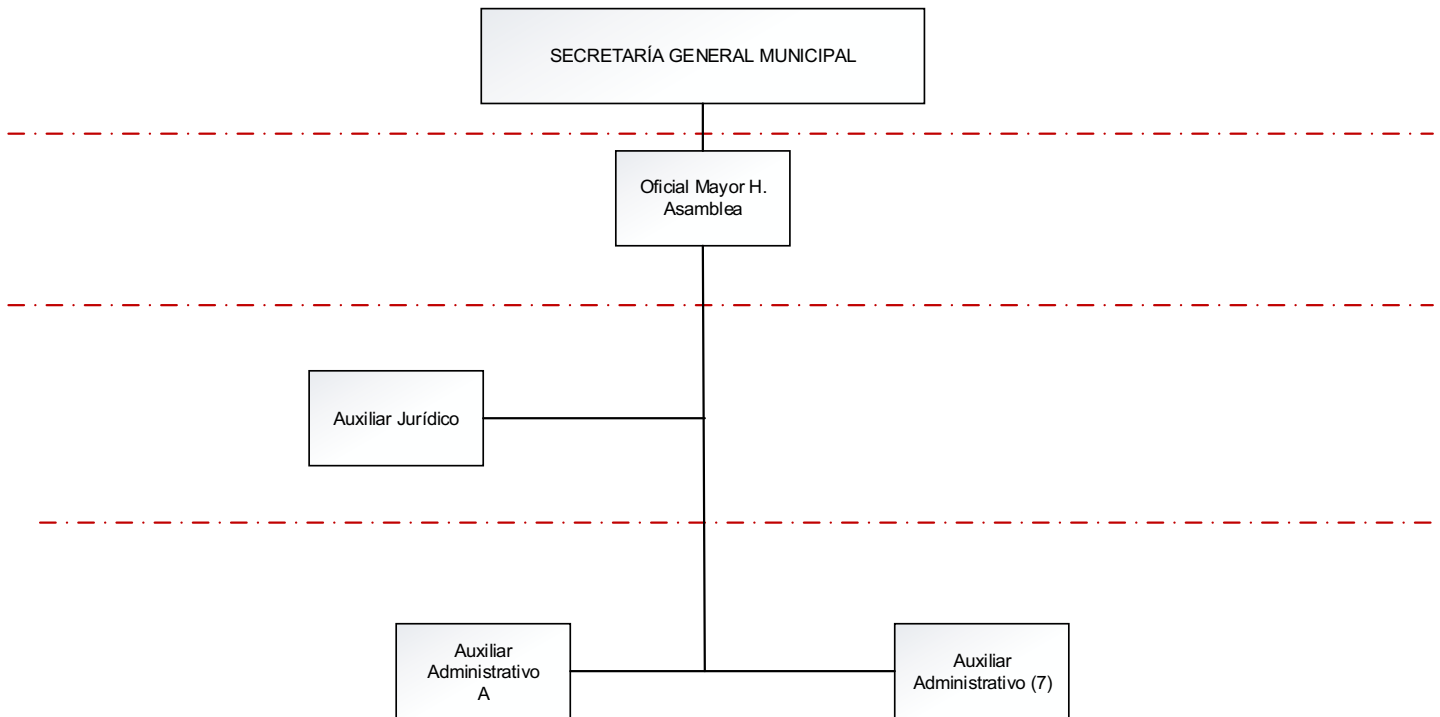 SECRETARÍA GENERAL MUNICIPAL
Oficial Mayor H.
Asamblea
Auxiliar Jurídico
Auxiliar
Administrativo
A
Auxiliar
Administrativo (7)